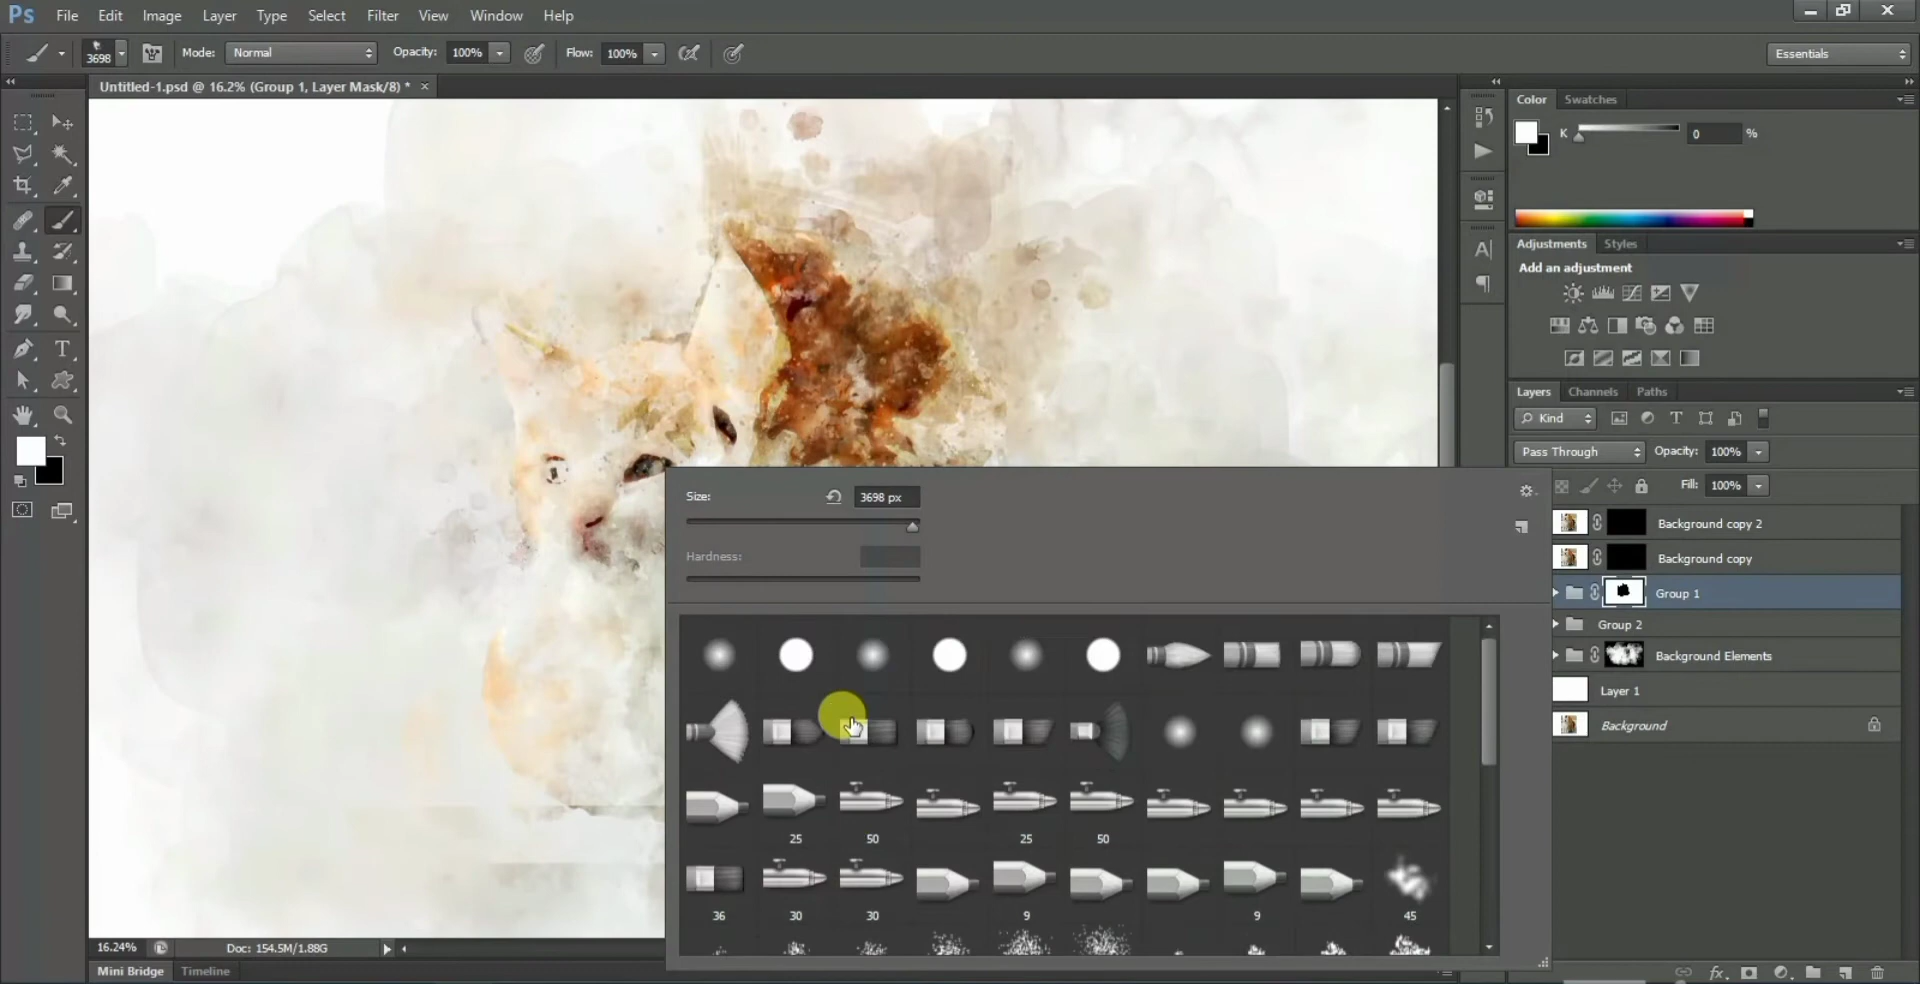 Ps File Edit Image Layer Type Select Filter View Window Help
3698 Mode: Normal Opacity: 100% Flow: 100% Essentials
Untitled-1.psd @ 16.2% (Group 1, Layer Mask/8) * ×
Color Swatches
K 0 %
Adjustments Styles
Add an adjustment
Layers Channels Paths
Kind
Pass Through Opacity: 100%
Fill: 100%
Background copy 2
Background copy
Group 1
Group 2
Background Elements
Layer 1
Background
Size: 3698 px
Hardness:
25 50 25 50
36 30 30 9 9 45
16.24% Doc: 154.5M/1.88G
Mini Bridge Timeline